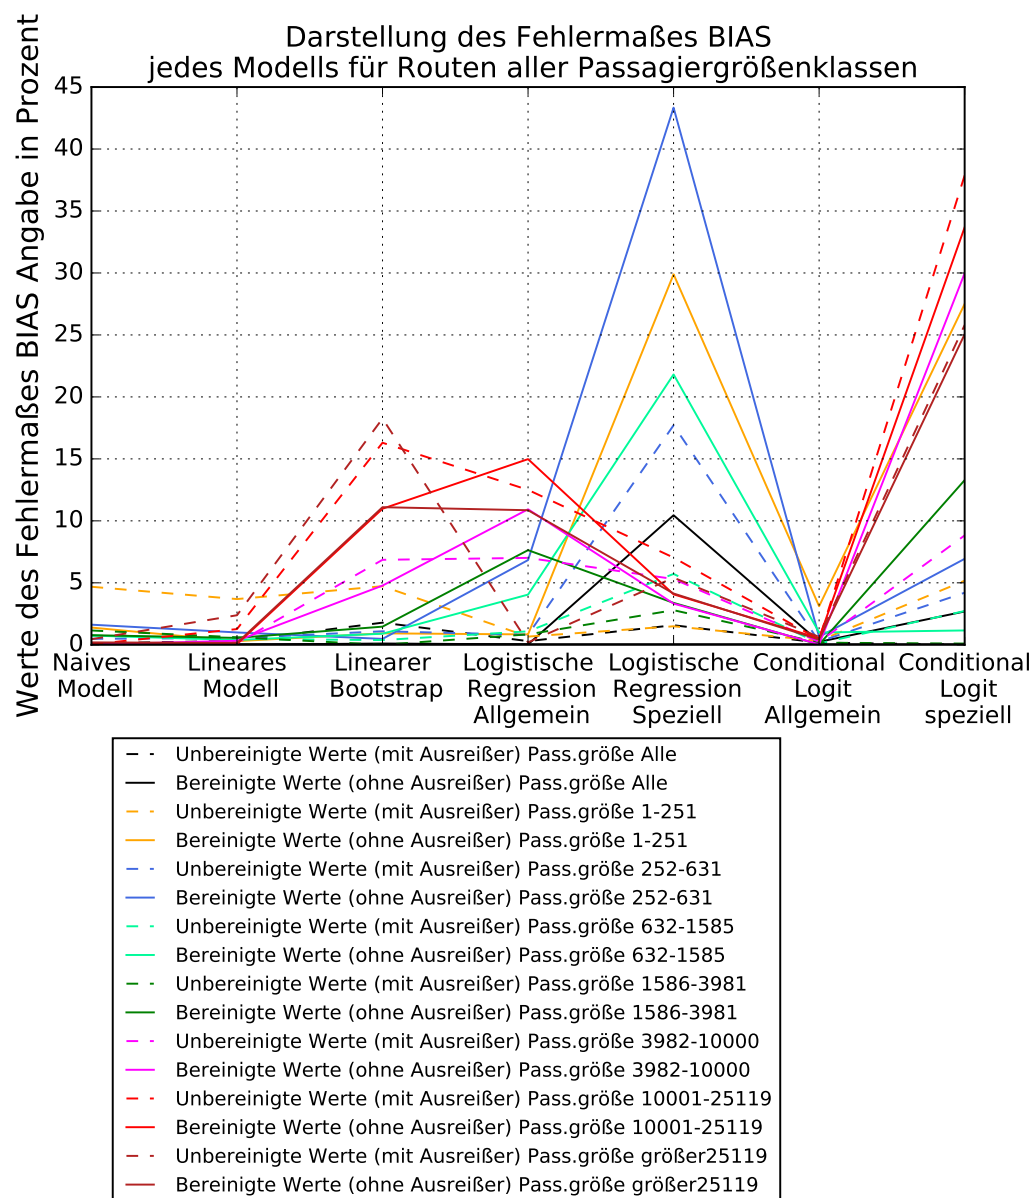 Darstellung des Fehlermaßes BIAS
jedes Modells für Routen aller Passagiergrößenklassen
Werte des Fehlermaßes BIAS Angabe in Prozent
45
40
35
30
25
20
15
10
5
0
Naives Modell
Lineares Modell
Linearer Bootstrap
Logistische Regression Allgemein
Logistische Regression Speziell
Conditional Logit Allgemein
Conditional Logit speziell
Unbereinigte Werte (mit Ausreißer) Pass.größe Alle
Bereinigte Werte (ohne Ausreißer) Pass.größe Alle
Unbereinigte Werte (mit Ausreißer) Pass.größe 1-251
Bereinigte Werte (ohne Ausreißer) Pass.größe 1-251
Unbereinigte Werte (mit Ausreißer) Pass.größe 252-631
Bereinigte Werte (ohne Ausreißer) Pass.größe 252-631
Unbereinigte Werte (mit Ausreißer) Pass.größe 632-1585
Bereinigte Werte (ohne Ausreißer) Pass.größe 632-1585
Unbereinigte Werte (mit Ausreißer) Pass.größe 1586-3981
Bereinigte Werte (ohne Ausreißer) Pass.größe 1586-3981
Unbereinigte Werte (mit Ausreißer) Pass.größe 3982-10000
Bereinigte Werte (ohne Ausreißer) Pass.größe 3982-10000
Unbereinigte Werte (mit Ausreißer) Pass.größe 10001-25119
Bereinigte Werte (ohne Ausreißer) Pass.größe 10001-25119
Unbereinigte Werte (mit Ausreißer) Pass.größe größer25119
Bereinigte Werte (ohne Ausreißer) Pass.größe größer25119